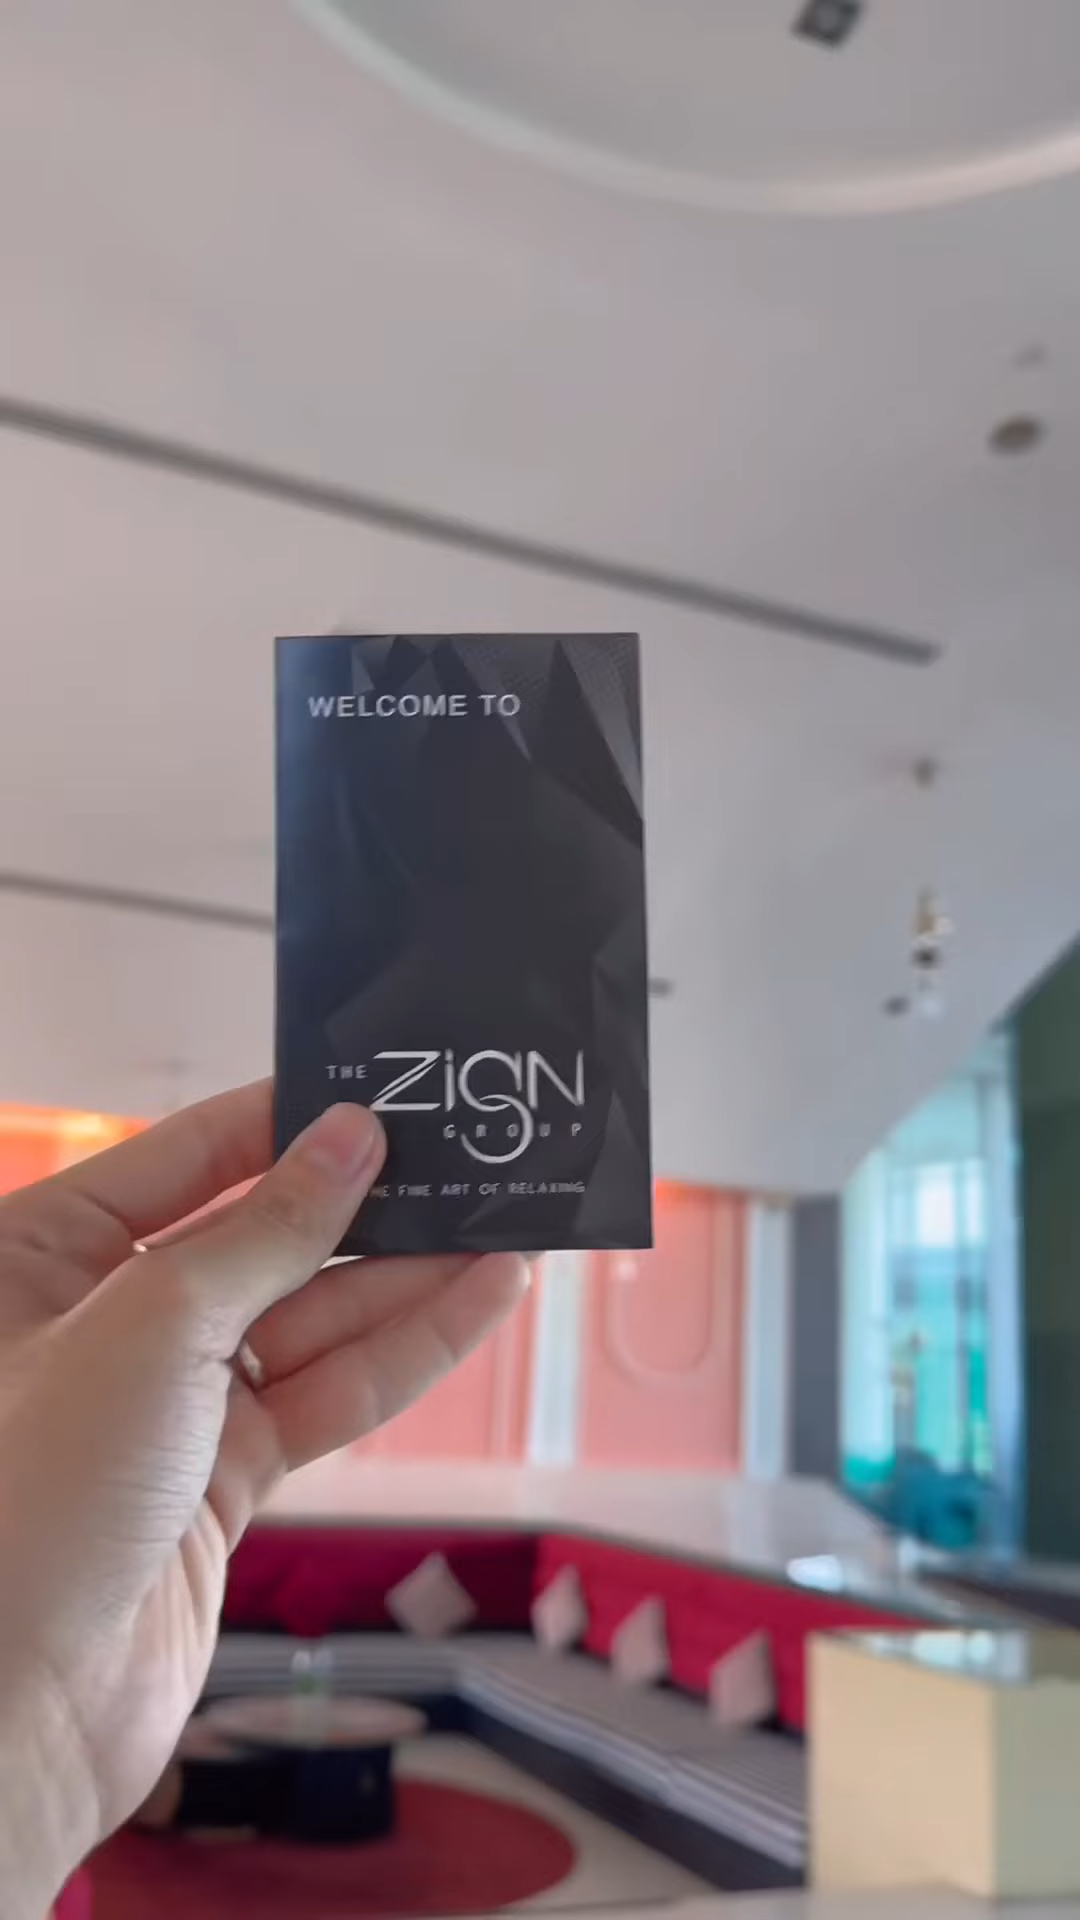 WELCOME TO
THE ZIGN
GROUP
THE FINE ART OF RELAXING